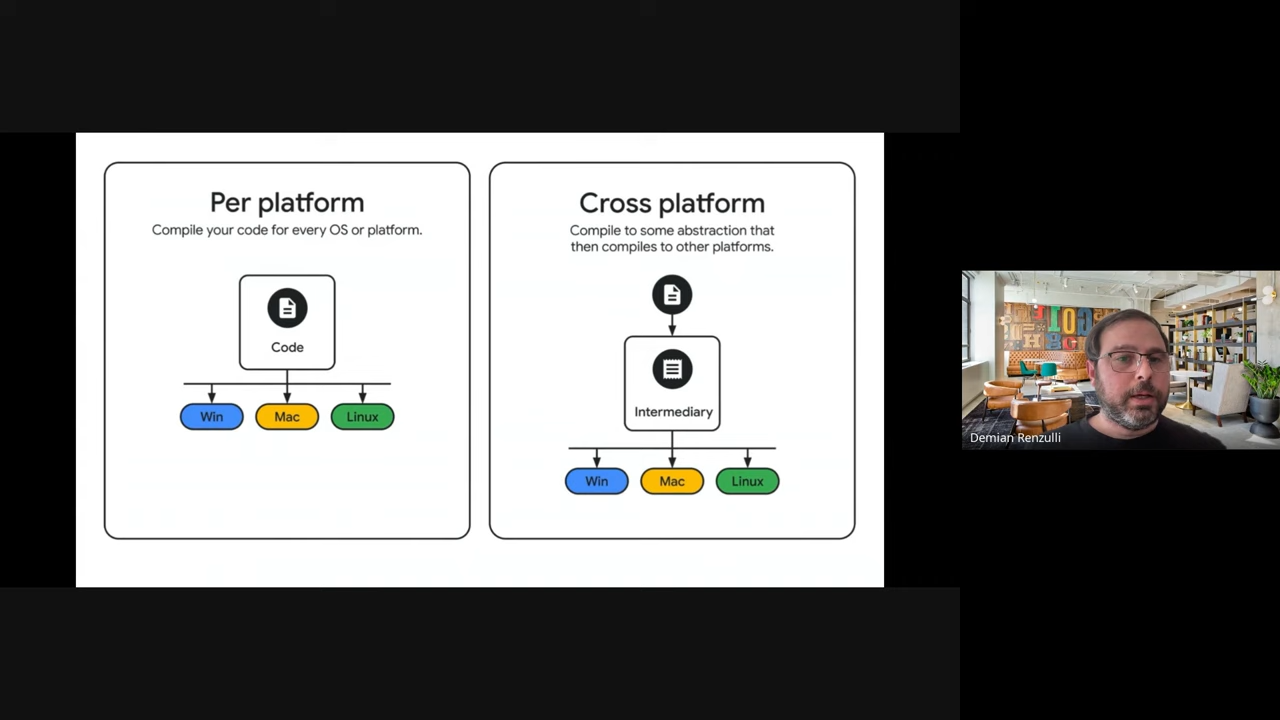 Per platform
Compile your code for every OS or platform.
Code
Win
Mac
Linux
Cross platform
Compile to some abstraction that
then compiles to other platforms.
Intermediary
Win
Mac
Linux
Demian Renzulli